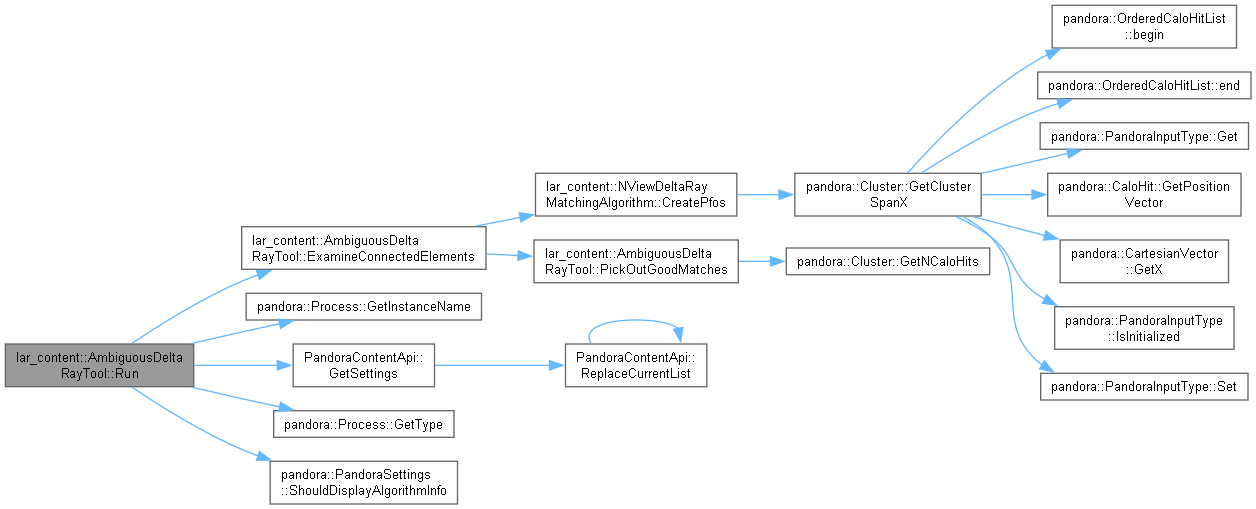 lar_content::AmbiguousDelta
RayTool::Run
lar_content::AmbiguousDelta
RayTool::ExamineConnectedElements
pandora::Process::GetInstanceName
PandoraContentApi::
GetSettings
pandora::Process::GetType
pandora::PandoraSettings
::ShouldDisplayAlgorithmInfo
lar_content::NViewDeltaRay
MatchingAlgorithm::CreatePfos
lar_content::AmbiguousDelta
RayTool::PickOutGoodMatches
PandoraContentApi::
ReplaceCurrentList
pandora::Cluster::GetCluster
SpanX
pandora::Cluster::GetNCaloHits
pandora::OrderedCaloHitList
::begin
pandora::OrderedCaloHitList::end
pandora::PandoraInputType::Get
pandora::CaloHit::GetPosition
Vector
pandora::CartesianVector
::GetX
pandora::PandoraInputType
::IsInitialized
pandora::PandoraInputType::Set